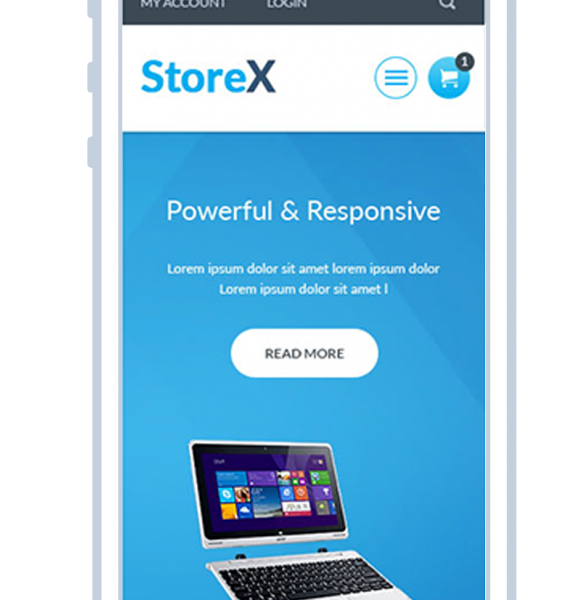 MY ACCOUNT LOGIN
StoreX
1
Powerful & Responsive
Lorem ipsum dolor sit amet lorem ipsum dolor
Lorem ipsum dolor sit amet l
READ MORE